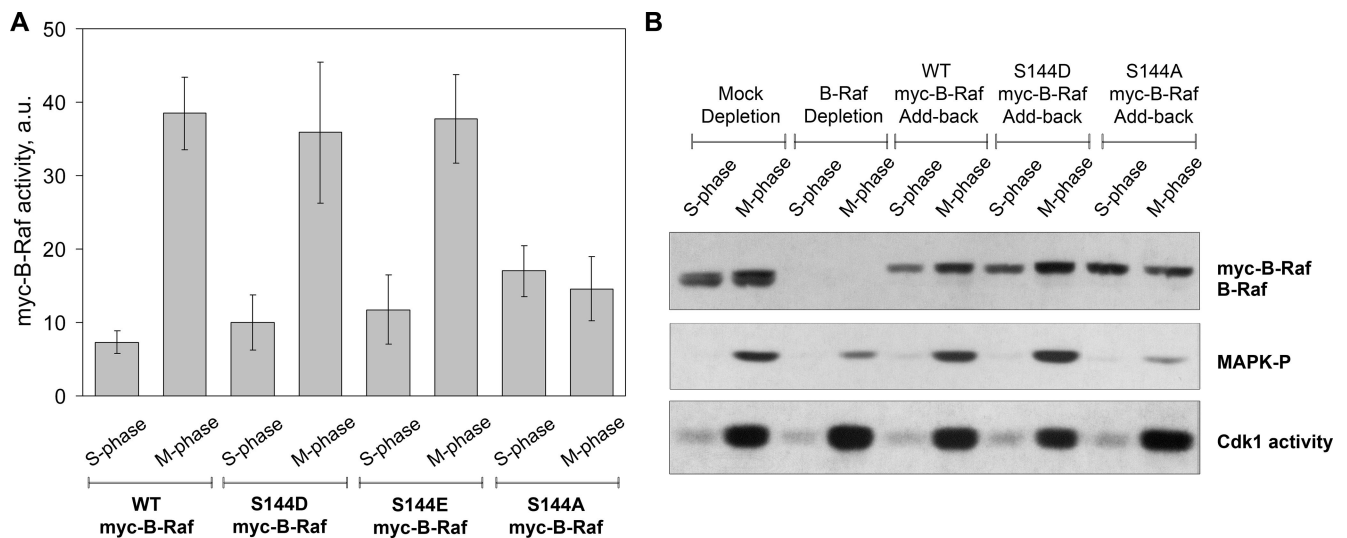 A
myc-B-Raf activity, a.u.
50
40
30
20
10
0
S-phase
M-phase
S-phase
M-phase
S-phase
M-phase
S-phase
M-phase
WT
myc-B-Raf
S144D
myc-B-Raf
S144E
myc-B-Raf
S144A
myc-B-Raf
B
Mock
Depletion
B-Raf
Depletion
WT
myc-B-Raf
Add-back
S144D
myc-B-Raf
Add-back
S144A
myc-B-Raf
Add-back
S-phase
M-phase
S-phase
M-phase
S-phase
M-phase
S-phase
M-phase
S-phase
M-phase
myc-B-Raf
B-Raf
MAPK-P
Cdk1 activity